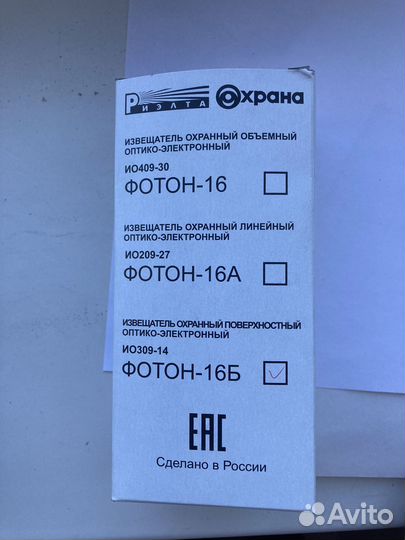 РИЭЛТА Охрана
ИЗВЕЩАТЕЛЬ ОХРАННЫЙ ОБЪЕМНЫЙ
ОПТИКО-ЭЛЕКТРОННЫЙ
ИО409-30
ФОТОН-16
ИЗВЕЩАТЕЛЬ ОХРАННЫЙ ЛИНЕЙНЫЙ
ОПТИКО-ЭЛЕКТРОННЫЙ
ИО209-27
ФОТОН-16А
ИЗВЕЩАТЕЛЬ ОХРАННЫЙ ПОВЕРХНОСТНЫЙ
ОПТИКО-ЭЛЕКТРОННЫЙ
ИО309-14
ФОТОН-16Б
ЕАС
Сделано в России
Avito